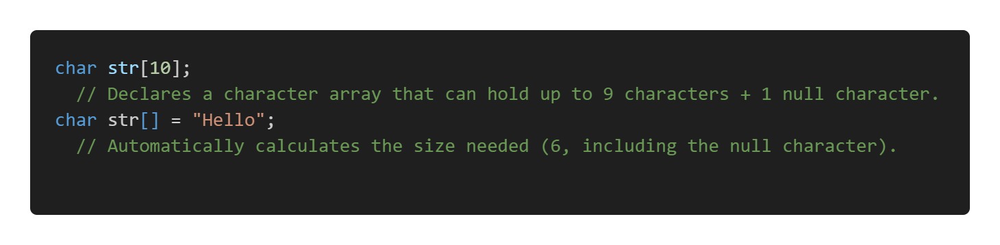 char str[10];
// Declares a character array that can hold up to 9 characters + 1 null character.
char str[] = "Hello";
// Automatically calculates the size needed (6, including the null character).